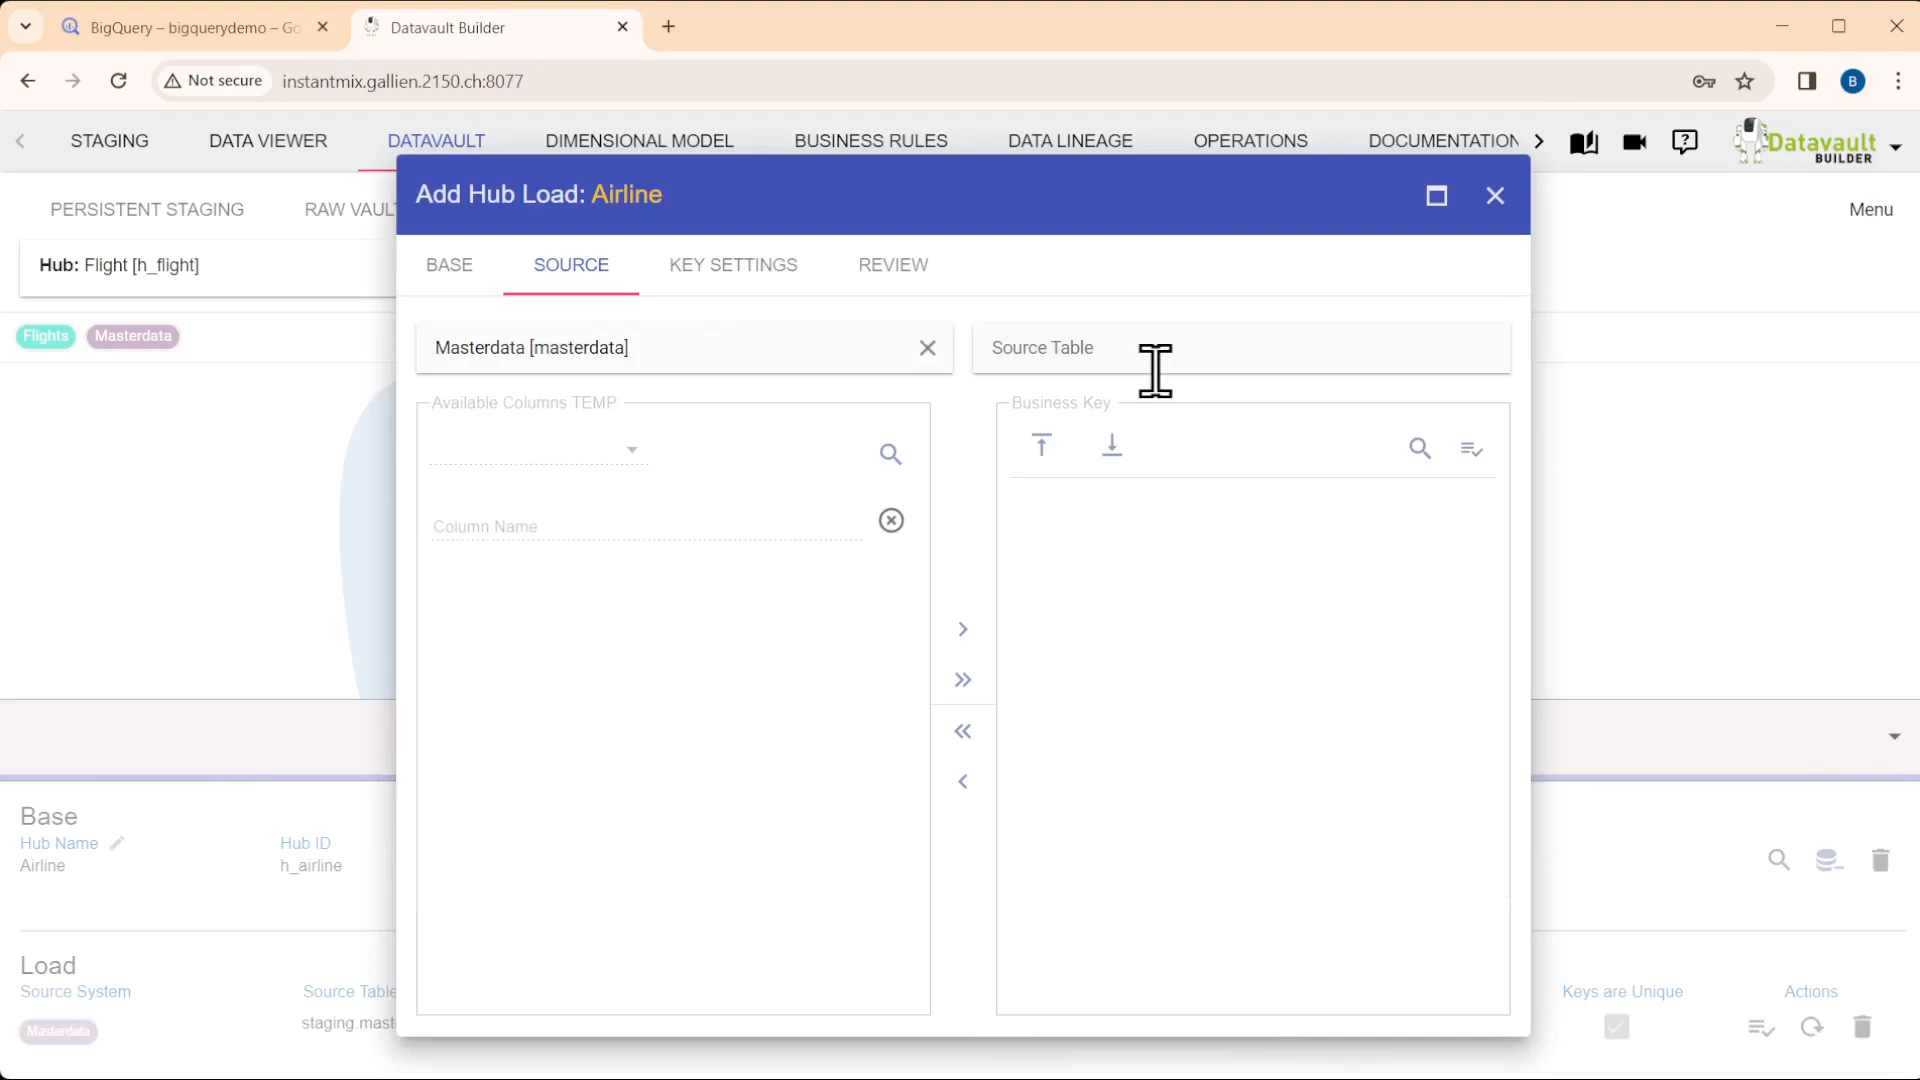 BigQuery – bigquerydemo – Go
Datavault Builder
Not secure
instantmix.gallien.2150.ch:8077
B
STAGING
DATA VIEWER
DATAVAULT
DIMENSIONAL MODEL
BUSINESS RULES
DATA LINEAGE
OPERATIONS
DOCUMENTATION
Datavault
BUILDER
Add Hub Load: Airline
PERSISTENT STAGING
RAW VAULT
Menu
BASE
SOURCE
KEY SETTINGS
REVIEW
Hub: Flight [h_flight]
Flights
Masterdata
Masterdata [masterdata]
Source Table
Available Columns TEMP
Business Key
Column Name
Base
Hub Name
Hub ID
Airline
h_airline
Load
Source System
Source Table
Keys are Unique
Actions
Masterdata
staging.mast